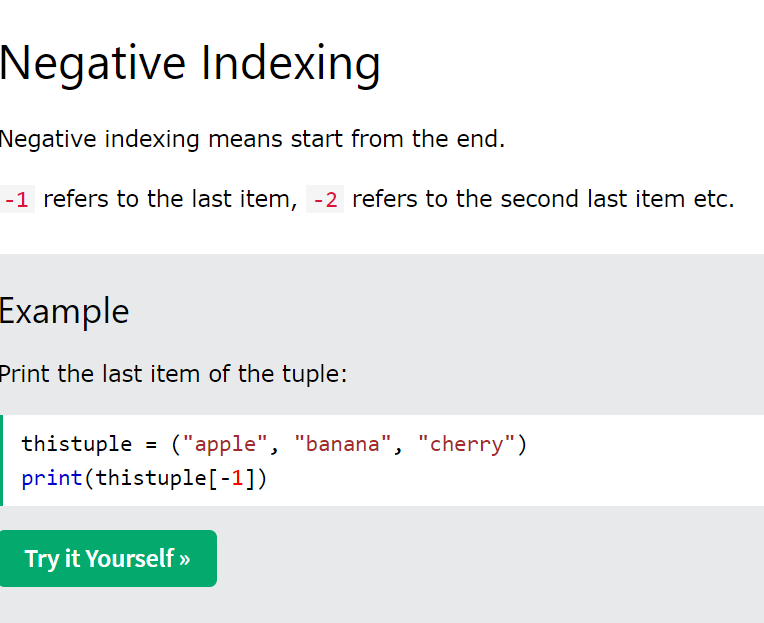 Negative Indexing
Negative indexing means start from the end.
-1 refers to the last item, -2 refers to the second last item etc.
Example
Print the last item of the tuple:
thistuple = ("apple", "banana", "cherry")
print(thistuple[-1])
Try it Yourself »